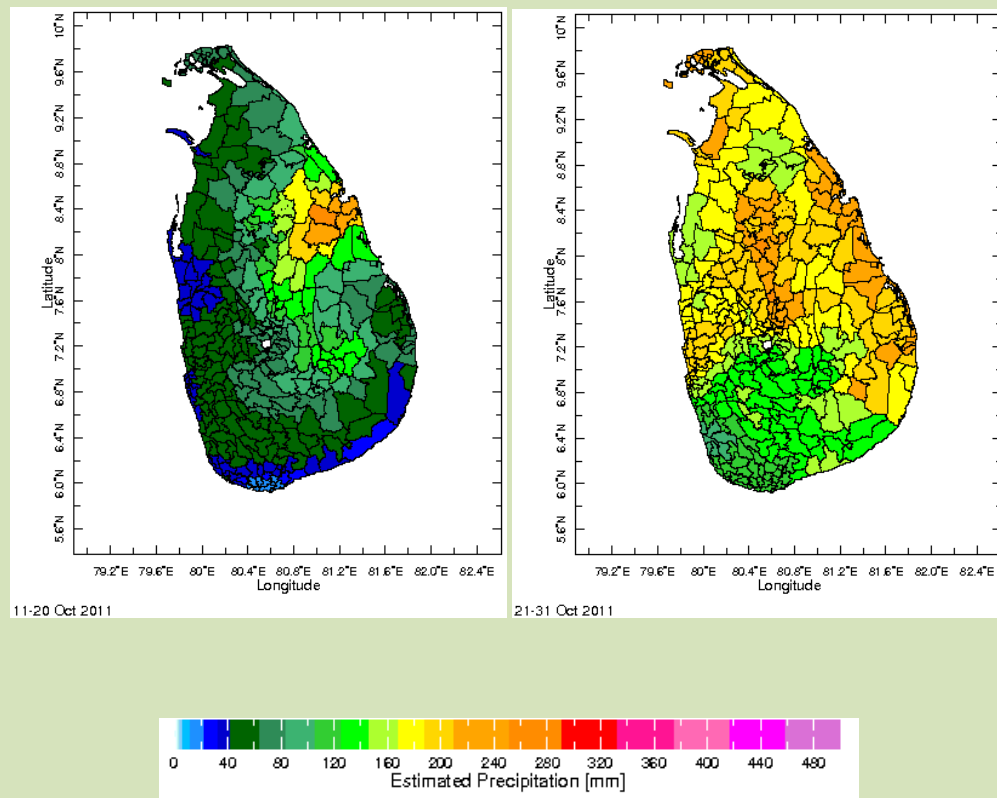 10°N
9.6°N
9.2°N
8.8°N
8.4°N
8°N
7.6°N
7.2°N
6.8°N
6.4°N
6.0°N
5.6°N
Latitude
79.2°E 79.6°E 80°E 80.4°E 80.8°E 81.2°E 81.6°E 82.0°E 82.4°E
Longitude
11-20 Oct 2011
10°N
9.6°N
9.2°N
8.8°N
8.4°N
8°N
7.6°N
7.2°N
6.8°N
6.4°N
6.0°N
5.6°N
Latitude
79.2°E 79.6°E 80°E 80.4°E 80.8°E 81.2°E 81.6°E 82.0°E 82.4°E
Longitude
21-31 Oct 2011
0 40 80 120 160 200 240 280 320 360 400 440 480
Estimated Precipitation [mm]